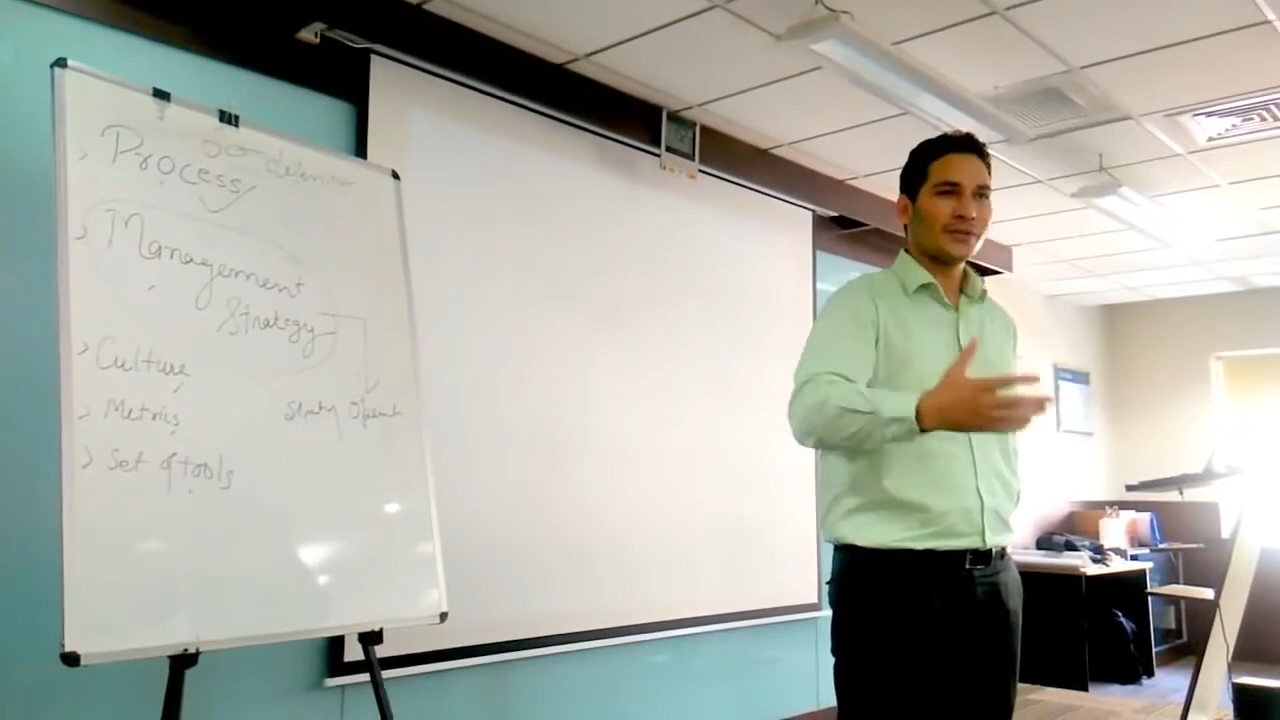 > Process
> Management
Strategy
> Culture
> Metrics
> Set of tools